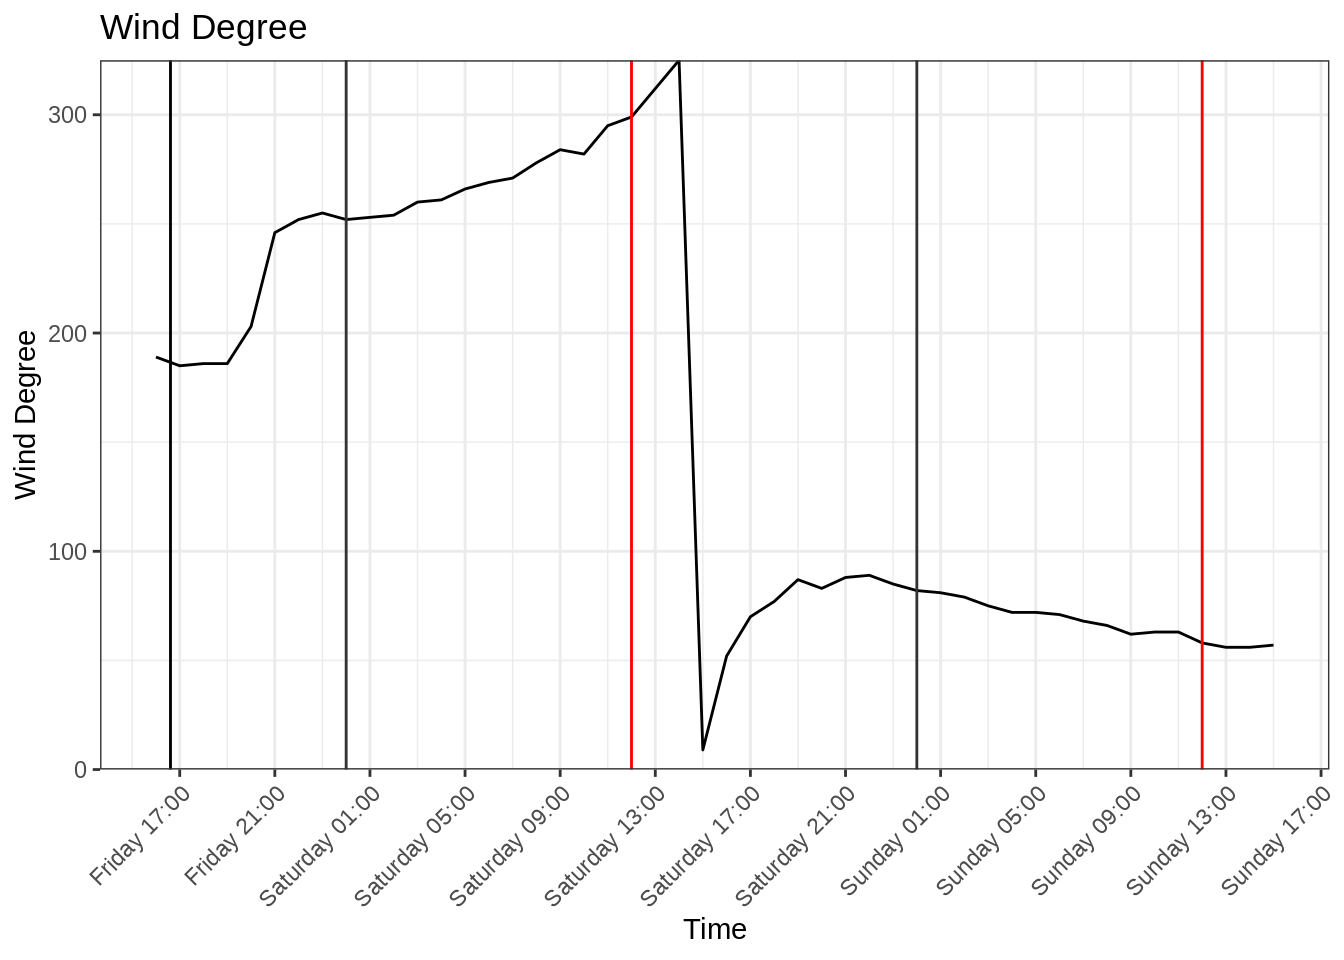 Wind Degree
Wind Degree
300
200
100
0
Friday 17:00
Friday 21:00
Saturday 01:00
Saturday 05:00
Saturday 09:00
Saturday 13:00
Saturday 17:00
Saturday 21:00
Sunday 01:00
Sunday 05:00
Sunday 09:00
Sunday 13:00
Sunday 17:00
Time